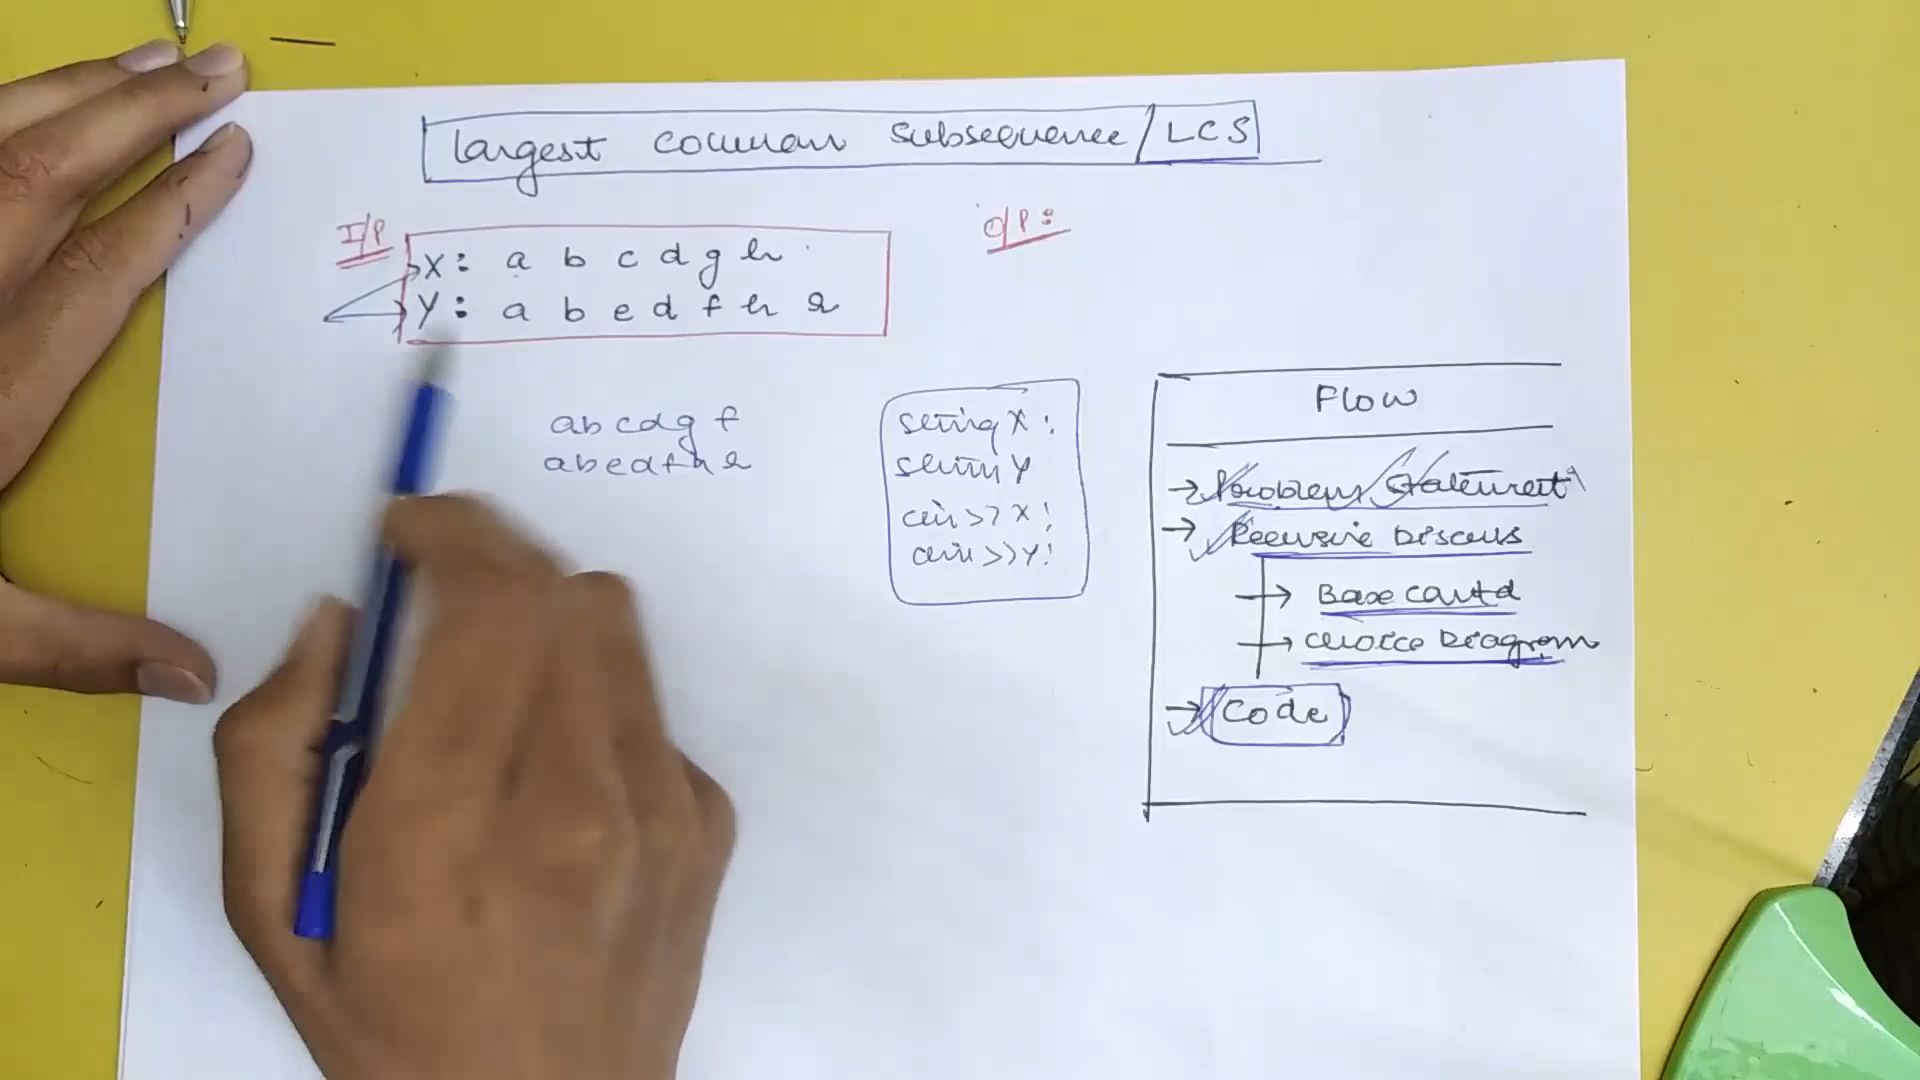 Largest common subsequence / LCS
I/P
O/P:
X: a b c d g h
Y: a b e d f h r
abcdgf
abedfhr
string X;
string Y
cin >> X;
cin >> Y;
Flow
→ Problem Statement
→ Recursive Discuss
→ Base Contd
→ choice Diagram
→ Code